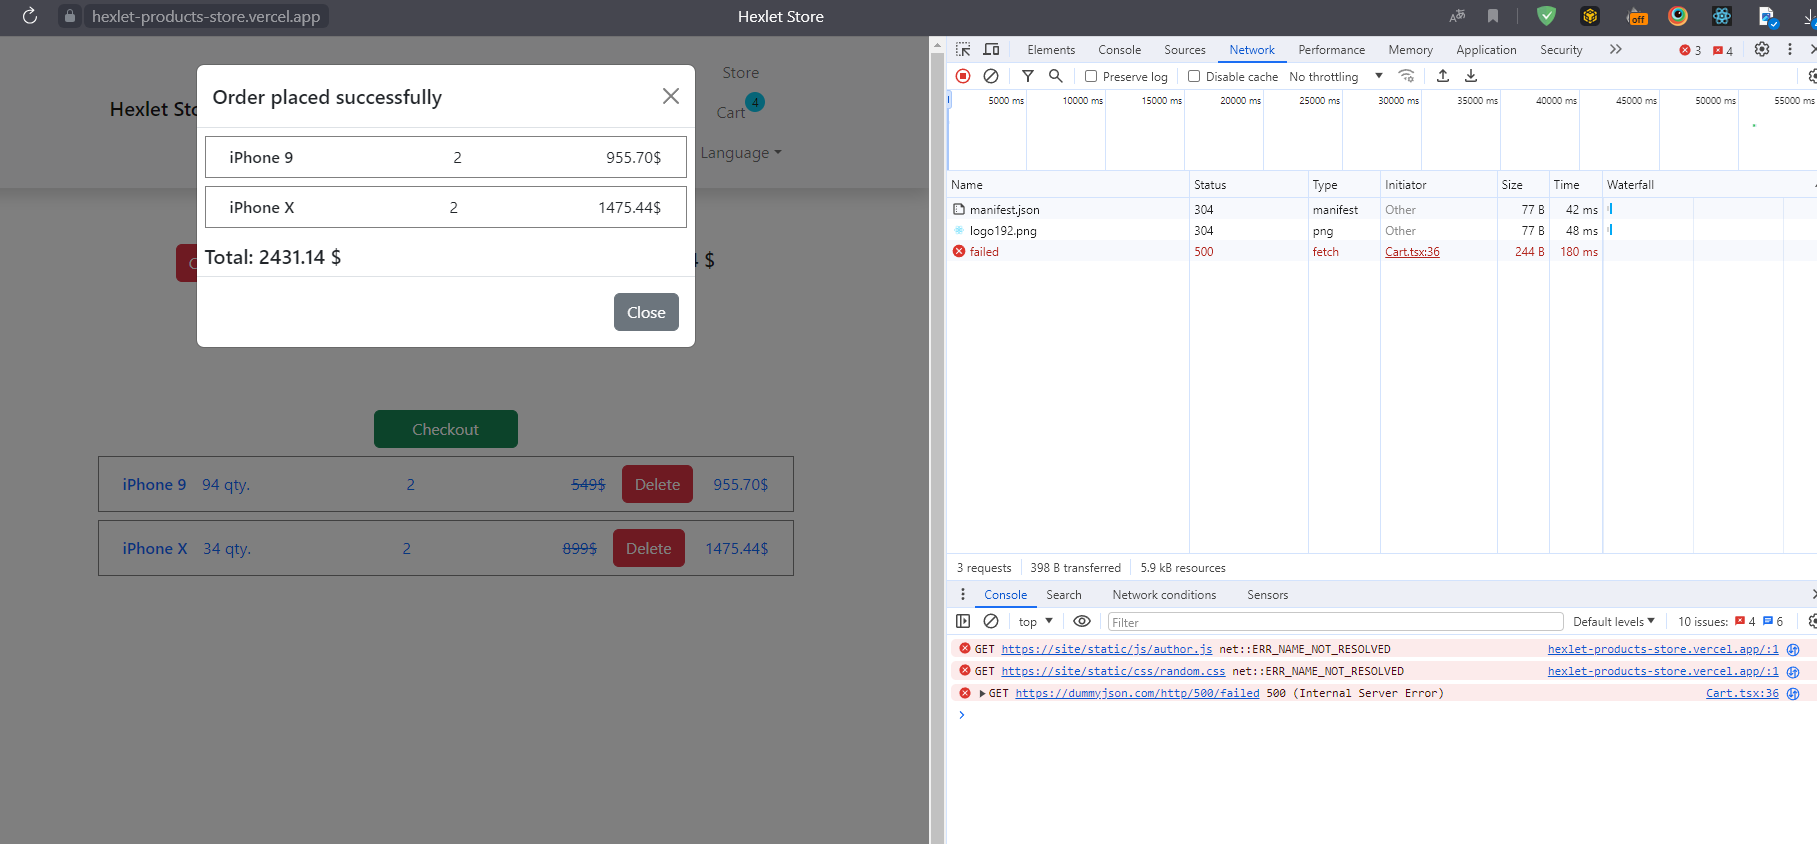 hexlet-products-store.vercel.app
Hexlet Store
off
Store
Hexlet Sto
Cart 4
Language
Order placed successfully
iPhone 9 2 955.70$
iPhone X 2 1475.44$
Total: 2431.14 $
$
Close
Checkout
iPhone 9 94 qty. 2 549$ Delete 955.70$
iPhone X 34 qty. 2 899$ Delete 1475.44$
Elements Console Sources Network Performance Memory Application Security 3 4
Preserve log Disable cache No throttling
5000 ms 10000 ms 15000 ms 20000 ms 25000 ms 30000 ms 35000 ms 40000 ms 45000 ms 50000 ms 55000 ms
Name Status Type Initiator Size Time Waterfall
manifest.json 304 manifest Other 77 B 42 ms
logo192.png 304 png Other 77 B 48 ms
failed 500 fetch Cart.tsx:36 244 B 180 ms
3 requests 398 B transferred 5.9 kB resources
Console Search Network conditions Sensors
top Filter Default levels 10 issues: 4 6
GET https://site/static/js/author.js net::ERR_NAME_NOT_RESOLVED hexlet-products-store.vercel.app/:1
GET https://site/static/css/random.css net::ERR_NAME_NOT_RESOLVED hexlet-products-store.vercel.app/:1
GET https://dummyjson.com/http/500/failed 500 (Internal Server Error) Cart.tsx:36